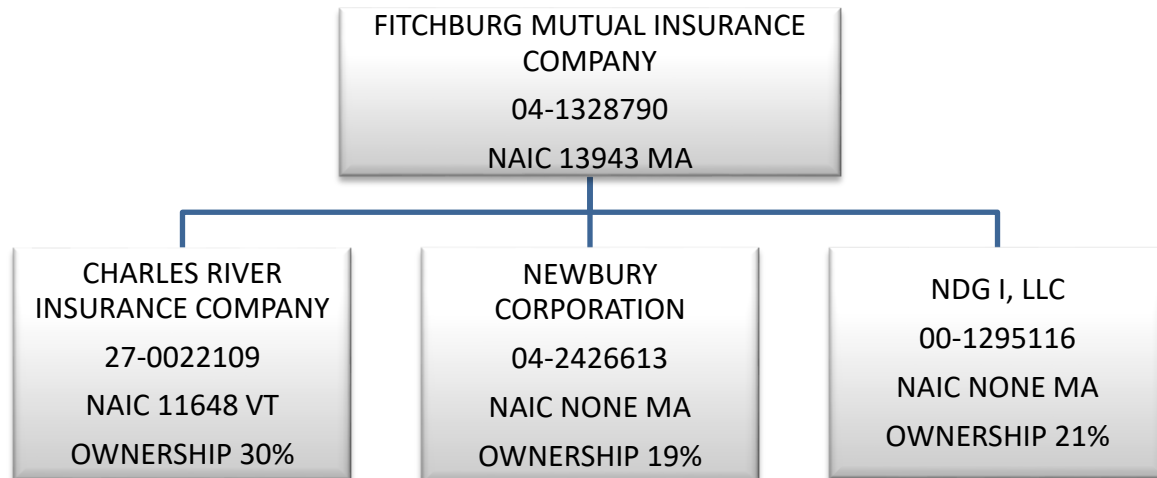 FITCHBURG MUTUAL INSURANCE
COMPANY
04-1328790
NAIC 13943 MA
CHARLES RIVER
INSURANCE COMPANY
27-0022109
NAIC 11648 VT
OWNERSHIP 30%
NEWBURY
CORPORATION
04-2426613
NAIC NONE MA
OWNERSHIP 19%
NDG I, LLC
00-1295116
NAIC NONE MA
OWNERSHIP 21%